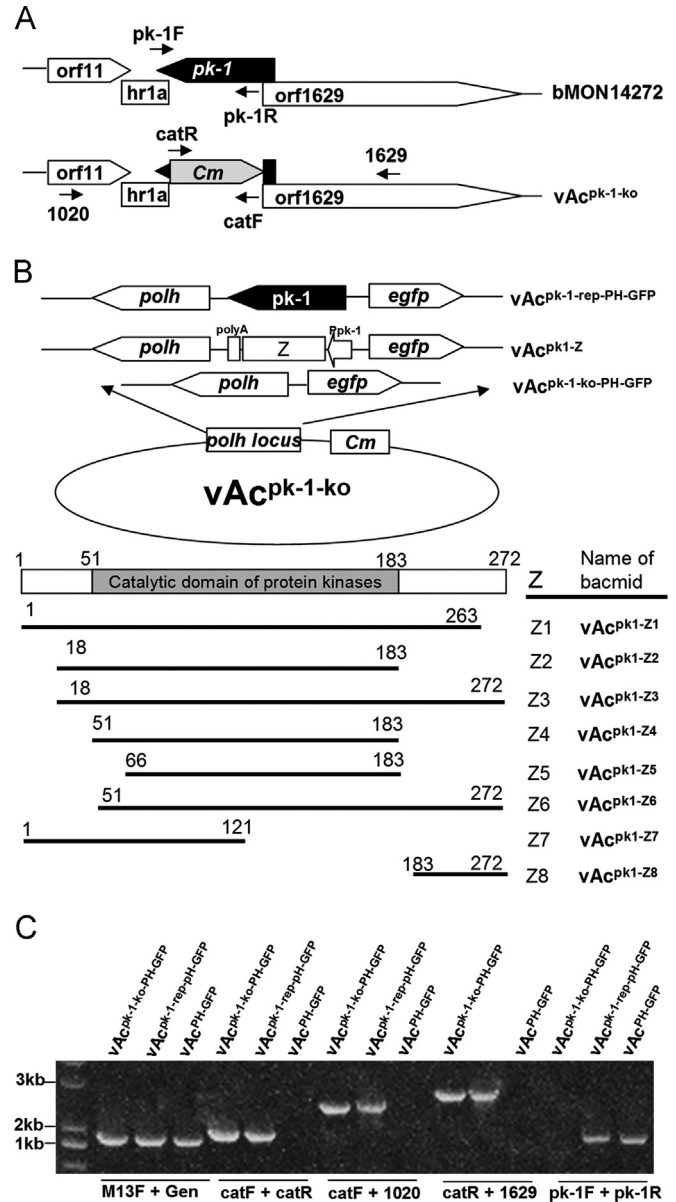 A
pk-1F
orf11
pk-1
hr1a
orf1629
bMON14272
pk-1R
catR
1629
orf11
Cm
hr1a
orf1629
vAcpk-1-ko
1020
catF
B
polh
pk-1
egfp
vAcpk-1-rep-PH-GFP
polyA
Ppk-1
polh
Z
egfp
vAcpk1-Z
polh
egfp
vAcpk-1-ko-PH-GFP
polh locus
Cm
vAcpk-1-ko
1 51 183 272
Catalytic domain of protein kinases
Z
Name of
bacmid
1 263 Z1 vAcpk1-Z1
18 183 Z2 vAcpk1-Z2
18 272 Z3 vAcpk1-Z3
51 183 Z4 vAcpk1-Z4
66 183 Z5 vAcpk1-Z5
51 272 Z6 vAcpk1-Z6
1 121 Z7 vAcpk1-Z7
183 272 Z8 vAcpk1-Z8
C
vAcpk-1-ko-PH-GFP
vAcpk-1-rep-pH-GFP
vAcPH-GFP
vAcpk-1-ko-PH-GFP
vAcpk-1-rep-pH-GFP
vAcPH-GFP
vAcpk-1-ko-PH-GFP
vAcpk-1-rep-pH-GFP
vAcPH-GFP
vAcpk-1-ko-PH-GFP
vAcPH-GFP
vAcpk-1-ko-PH-GFP
vAcpk-1-rep-pH-GFP
vAcPH-GFP
3kb
2kb
1kb
M13F + Gen
catF + catR
catF + 1020
catR + 1629
pk-1F + pk-1R